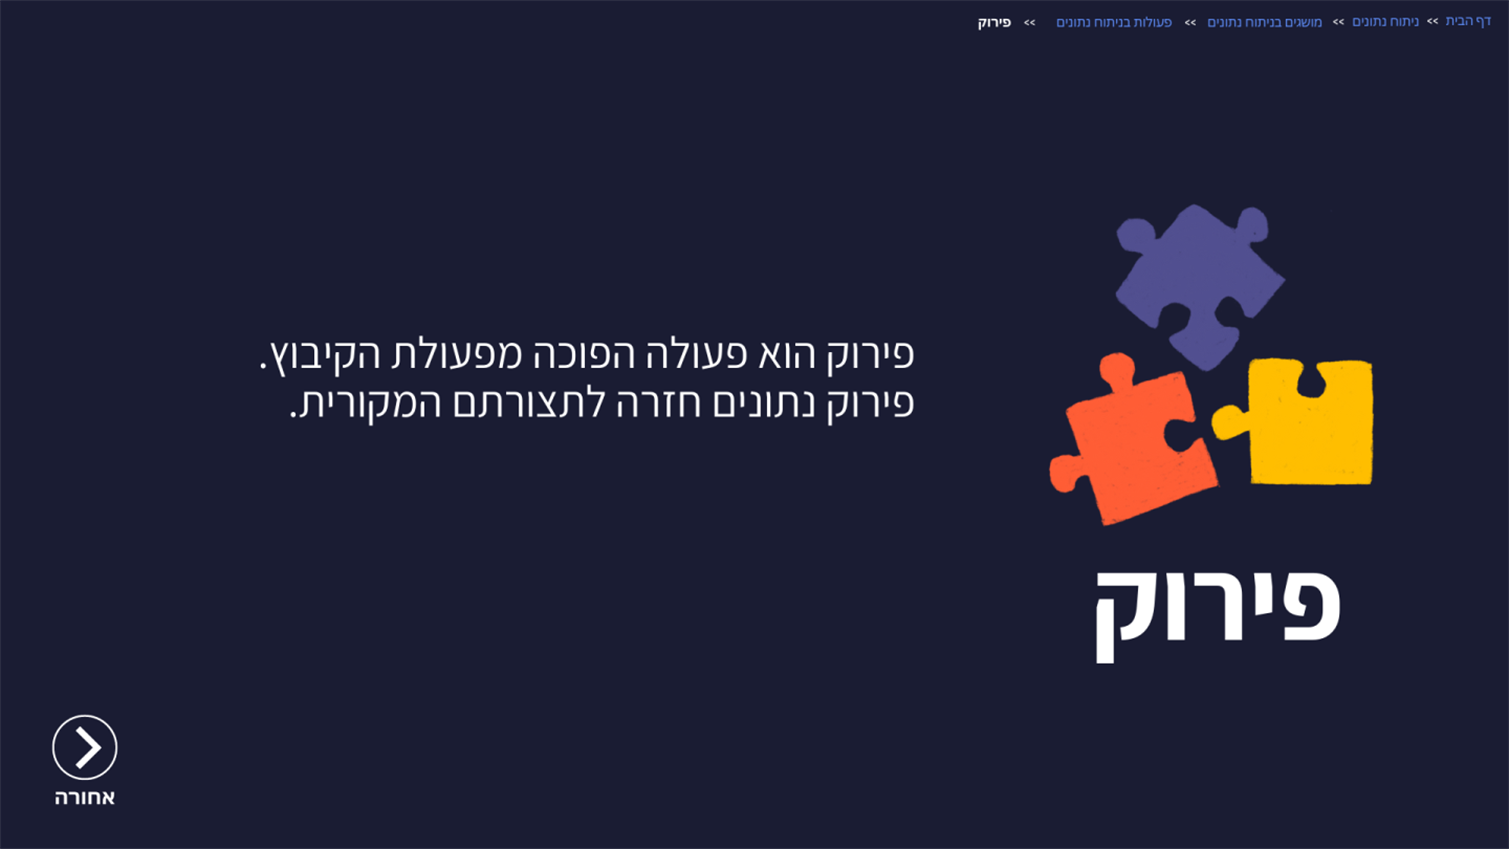 דף הבית >> ניתוח נתונים >> מושגים בניתוח נתונים >> פעולות בניתוח נתונים >> פירוק
פירוק הוא פעולה הפוכה מפעולת הקיבוץ.
פירוק נתונים חזרה לתצורתם המקורית.
פירוק
אחורה